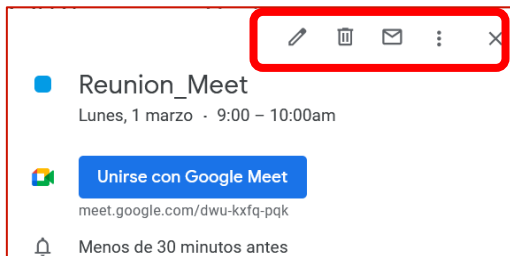 Reunion_Meet
Lunes, 1 marzo · 9:00 – 10:00am
Unirse con Google Meet
meet.google.com/dwu-kxfq-pqk
Menos de 30 minutos antes